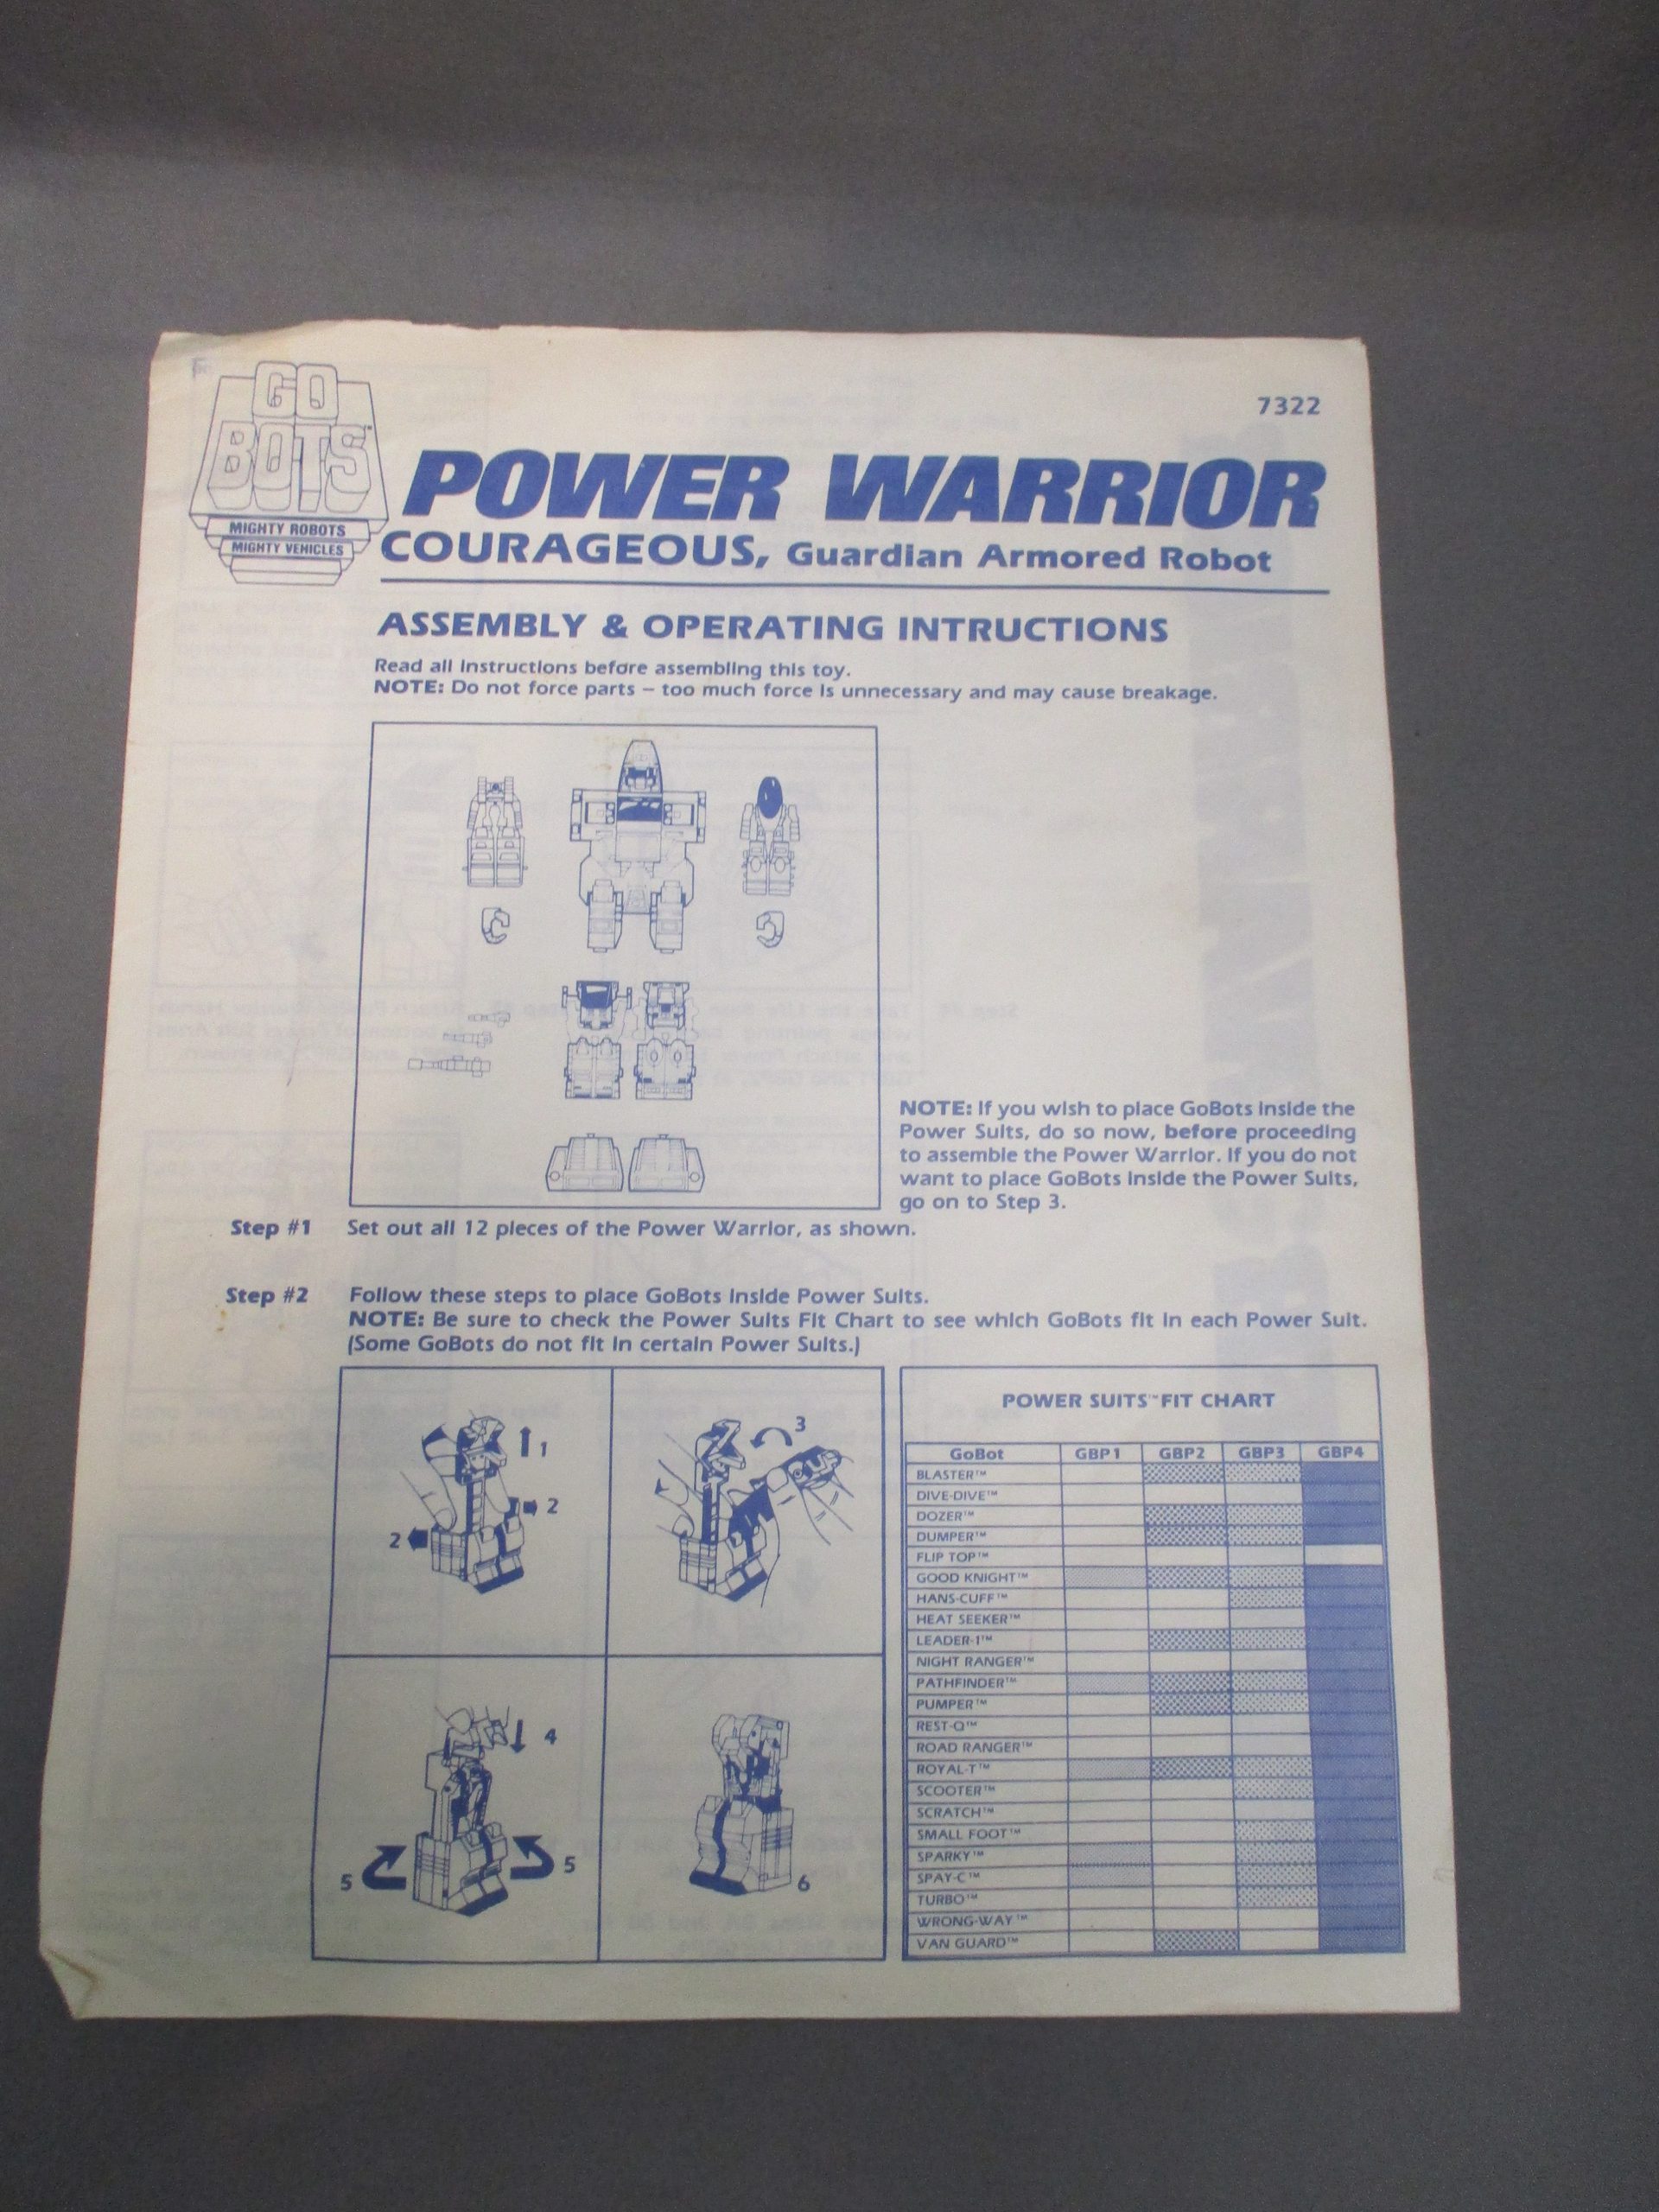 GO
BOTS™
MIGHTY ROBOTS
MIGHTY VEHICLES
7322
POWER WARRIOR
COURAGEOUS, Guardian Armored Robot
ASSEMBLY & OPERATING INTRUCTIONS
Read all instructions before assembling this toy.
NOTE: Do not force parts – too much force is unnecessary and may cause breakage.
NOTE: If you wish to place GoBots inside the
Power Suits, do so now, before proceeding
to assemble the Power Warrior. If you do not
want to place GoBots inside the Power Suits,
go on to Step 3.
Step #1 Set out all 12 pieces of the Power Warrior, as shown.
Step #2 Follow these steps to place GoBots inside Power Suits.
NOTE: Be sure to check the Power Suits Fit Chart to see which GoBots fit in each Power Suit.
(Some GoBots do not fit in certain Power Suits.)
1
2
2
3
4
5
5
6
POWER SUITS™ FIT CHART
GoBot GBP1 GBP2 GBP3 GBP4
BLASTER™
DIVE-DIVE™
DOZER™
DUMPER™
FLIP TOP™
GOOD KNIGHT™
HANS-CUFF™
HEAT SEEKER™
LEADER-1™
NIGHT RANGER™
PATHFINDER™
PUMPER™
REST-Q™
ROAD RANGER™
ROYAL-T™
SCOOTER™
SCRATCH™
SMALL FOOT™
SPARKY™
SPAY-C™
TURBO™
WRONG-WAY™
VAN GUARD™